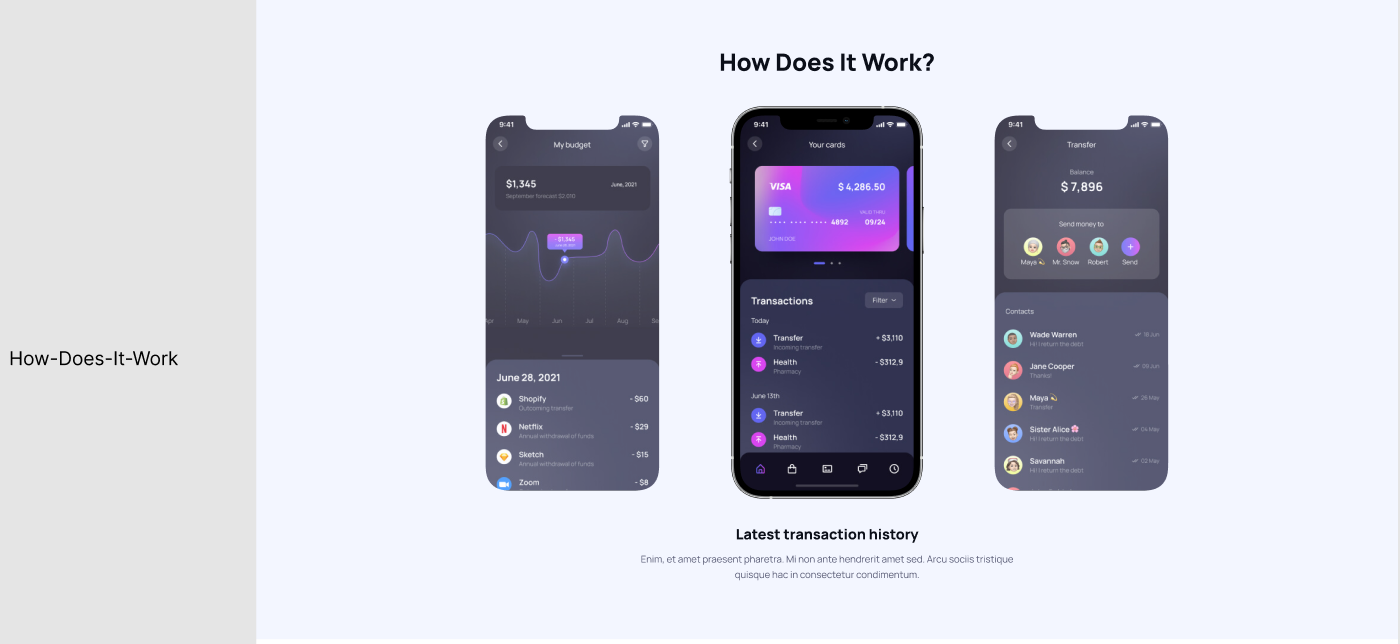 How-Does-It-Work
How Does It Work?
9:41
My budget
$1,345
June, 2021
September forecast $2,610
- $1,345
Apr May Jun Jul Aug
June 28, 2021
Shopify - $60
Outcoming transfer
Netflix - $29
Annual withdrawal of funds
Sketch - $15
Annual withdrawal of funds
Zoom - $8
9:41
Your cards
VISA $ 4,286.50
VALID THRU
4892 09/24
JOHN DOE
Transactions Filter
Today
Transfer + $3,110
Incoming transfer
Health - $312,9
Pharmacy
June 13th
Transfer + $3,110
Incoming transfer
Health - $312,9
Pharmacy
9:41
Transfer
Balance
$ 7,896
Send money to
Maya Mr. Snow Robert Send
Contacts
Wade Warren 18 Jun
Hi! I return the debt
Jane Cooper
Thanks!
Maya 26 May
Transfer
Sister Alice 04 May
Hi! I return the debt
Savannah
Hi! I return the debt
Latest transaction history
Enim, et amet praesent pharetra. Mi non ante hendrerit amet sed. Arcu sociis tristique
quisque hac in consectetur condimentum.